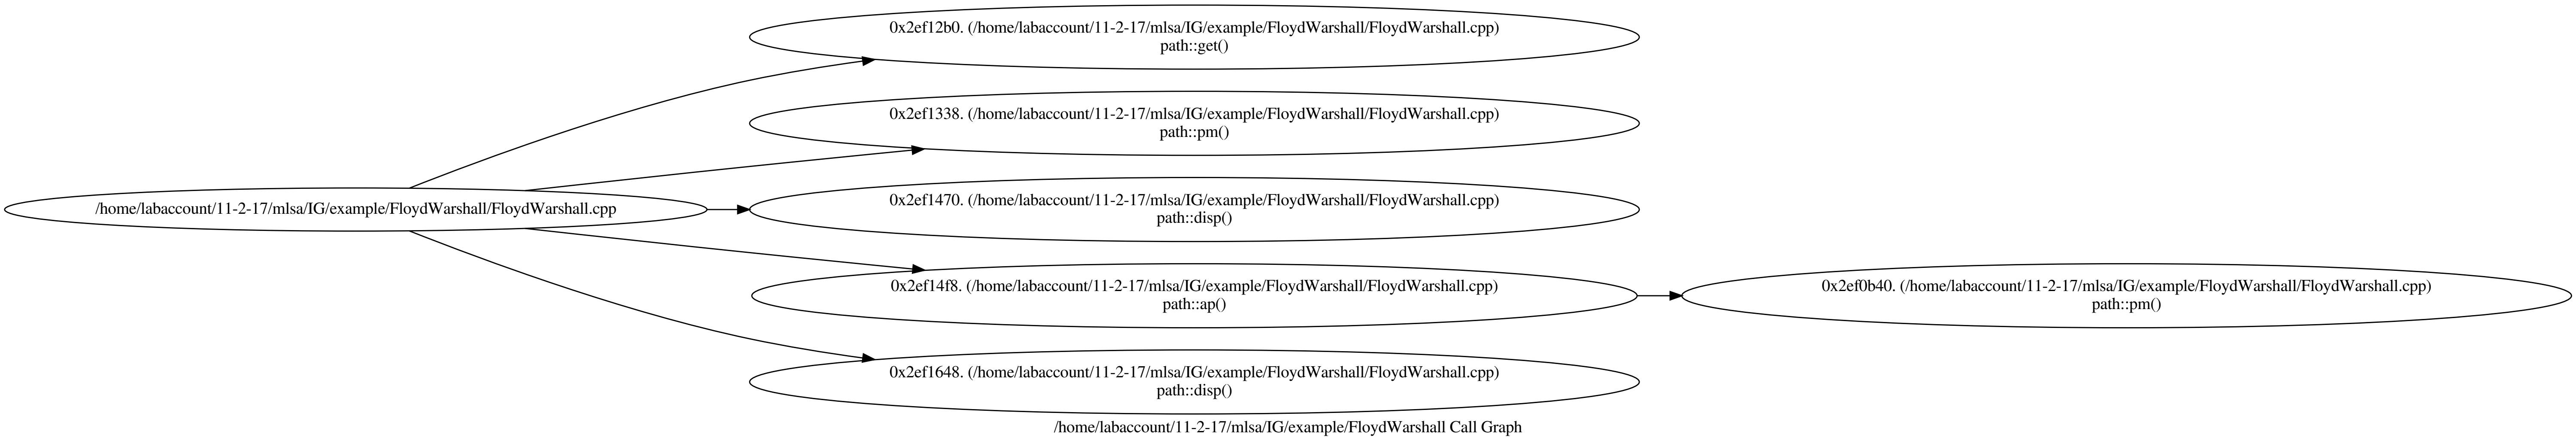 0x2ef12b0. (/home/labaccount/11-2-17/mlsa/IG/example/FloydWarshall/FloydWarshall.cpp)
path::get()
0x2ef1338. (/home/labaccount/11-2-17/mlsa/IG/example/FloydWarshall/FloydWarshall.cpp)
path::pm()
/home/labaccount/11-2-17/mlsa/IG/example/FloydWarshall/FloydWarshall.cpp
0x2ef1470. (/home/labaccount/11-2-17/mlsa/IG/example/FloydWarshall/FloydWarshall.cpp)
path::disp()
0x2ef14f8. (/home/labaccount/11-2-17/mlsa/IG/example/FloydWarshall/FloydWarshall.cpp)
path::ap()
0x2ef0b40. (/home/labaccount/11-2-17/mlsa/IG/example/FloydWarshall/FloydWarshall.cpp)
path::pm()
0x2ef1648. (/home/labaccount/11-2-17/mlsa/IG/example/FloydWarshall/FloydWarshall.cpp)
path::disp()
/home/labaccount/11-2-17/mlsa/IG/example/FloydWarshall Call Graph